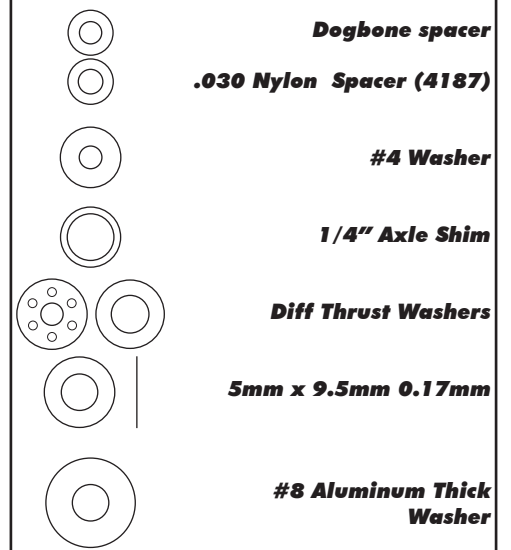 Dogbone spacer
.030 Nylon  Spacer (4187)
#4 Washer
1/4” Axle Shim
Diff Thrust Washers
5mm x 9.5mm 0.17mm
#8 Aluminum Thick
Washer